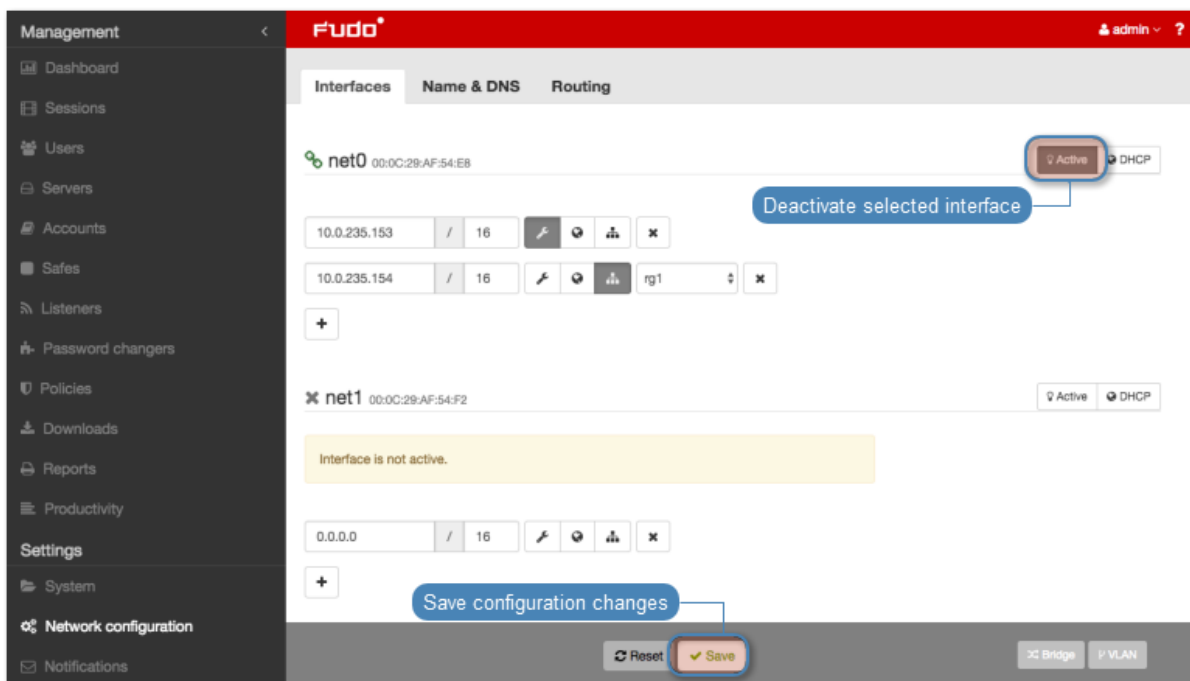 Management
Fudo
admin
?
Dashboard
Sessions
Users
Servers
Accounts
Safes
Listeners
Password changers
Policies
Downloads
Reports
Productivity
Settings
System
Network configuration
Notifications
Interfaces Name & DNS Routing
net0 00:0C:29:AF:54:E8
Active DHCP
Deactivate selected interface
10.0.235.153 / 16
10.0.235.154 / 16 rg1
+
net1 00:0C:29:AF:54:F2
Active DHCP
Interface is not active.
0.0.0.0 / 16
+
Save configuration changes
Reset Save
Bridge VLAN